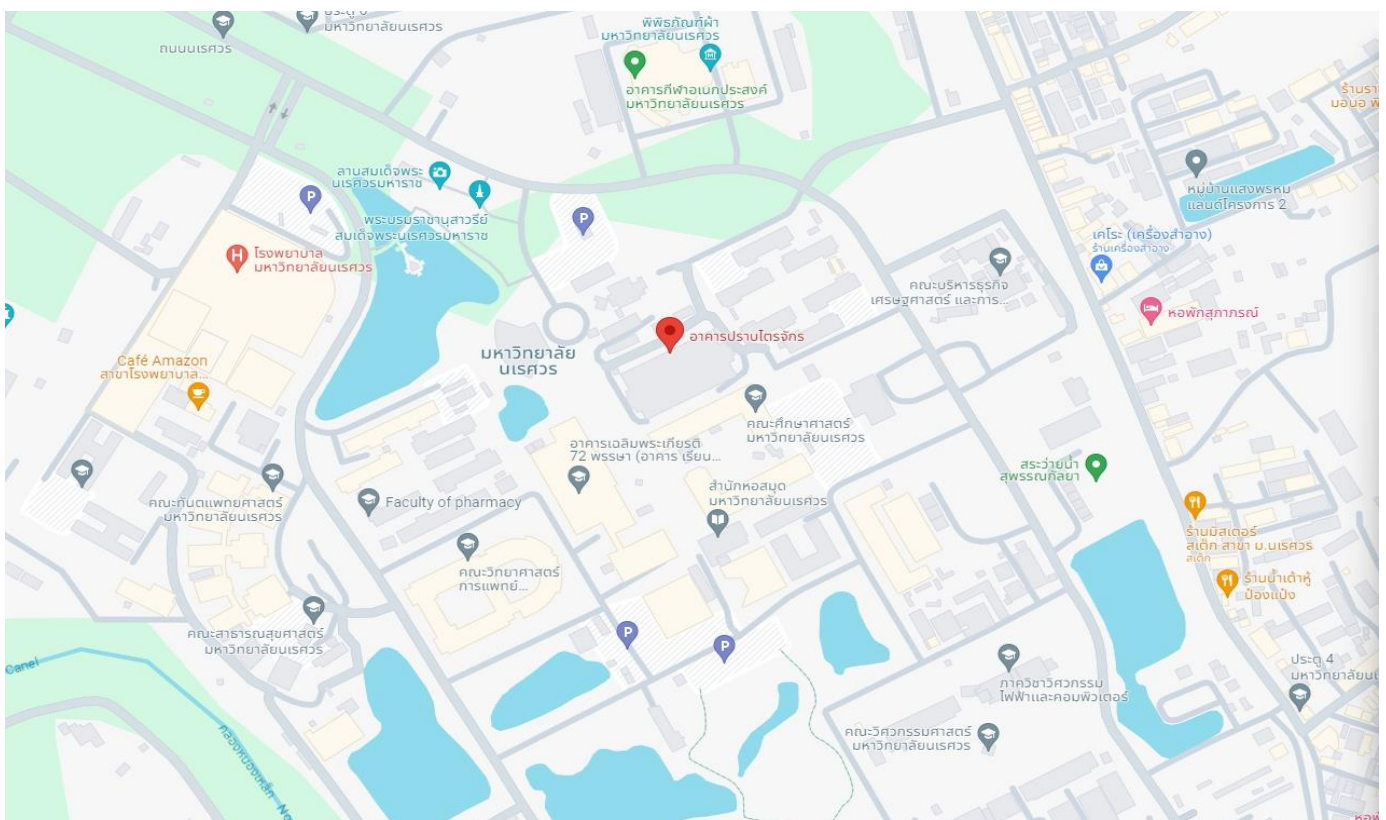 มหาวิทยาลัยนเรศวร
ถนนนเรศวร
พิพิธภัณฑ์ผ้า
มหาวิทยาลัยนเรศวร
อาคารกีฬาอเนกประสงค์
มหาวิทยาลัยนเรศวร
ลานสมเด็จพระ
นเรศวรมหาราช
P
P
หมู่บ้านแสงพรหม
แลนด์โครงการ 2
พระบรมราชานุสาวรีย์
สมเด็จพระนเรศวรมหาราช
เคโระ (เครื่องสำอาง)
ร้านเครื่องสำอาง
H
โรงพยาบาล
มหาวิทยาลัยนเรศวร
คณะบริหารธุรกิจ
เศรษฐศาสตร์ และการ...
หอพักสุภาภรณ์
อาคารปราบไตรจักร
มหาวิทยาลัย
นเรศวร
Café Amazon
สาขาโรงพยาบาล...
คณะศึกษาศาสตร์
มหาวิทยาลัยนเรศวร
อาคารเฉลิมพระเกียรติ
72 พรรษา (อาคาร เรียน...
สระว่ายน้ำ
สุพรรณกัลยา
สำนักหอสมุด
มหาวิทยาลัยนเรศวร
คณะทันตแพทยศาสตร์
มหาวิทยาลัยนเรศวร
Faculty of pharmacy
ร้านมิสเตอร์
สเต็ก สาขา ม.นเรศวร
สเต็ก
คณะวิทยาศาสตร์
การแพทย์...
ร้านน้ำเต้าหู้
ป๋องแป๋ง
คณะสาธารณสุขศาสตร์
มหาวิทยาลัยนเรศวร
P
P
Canel
ประตู 4
ภาควิชาวิศวกรรม
ไฟฟ้าและคอมพิวเตอร์
คณะวิศวกรรมศาสตร์
มหาวิทยาลัยนเรศวร
คลองหนองเหล็ก